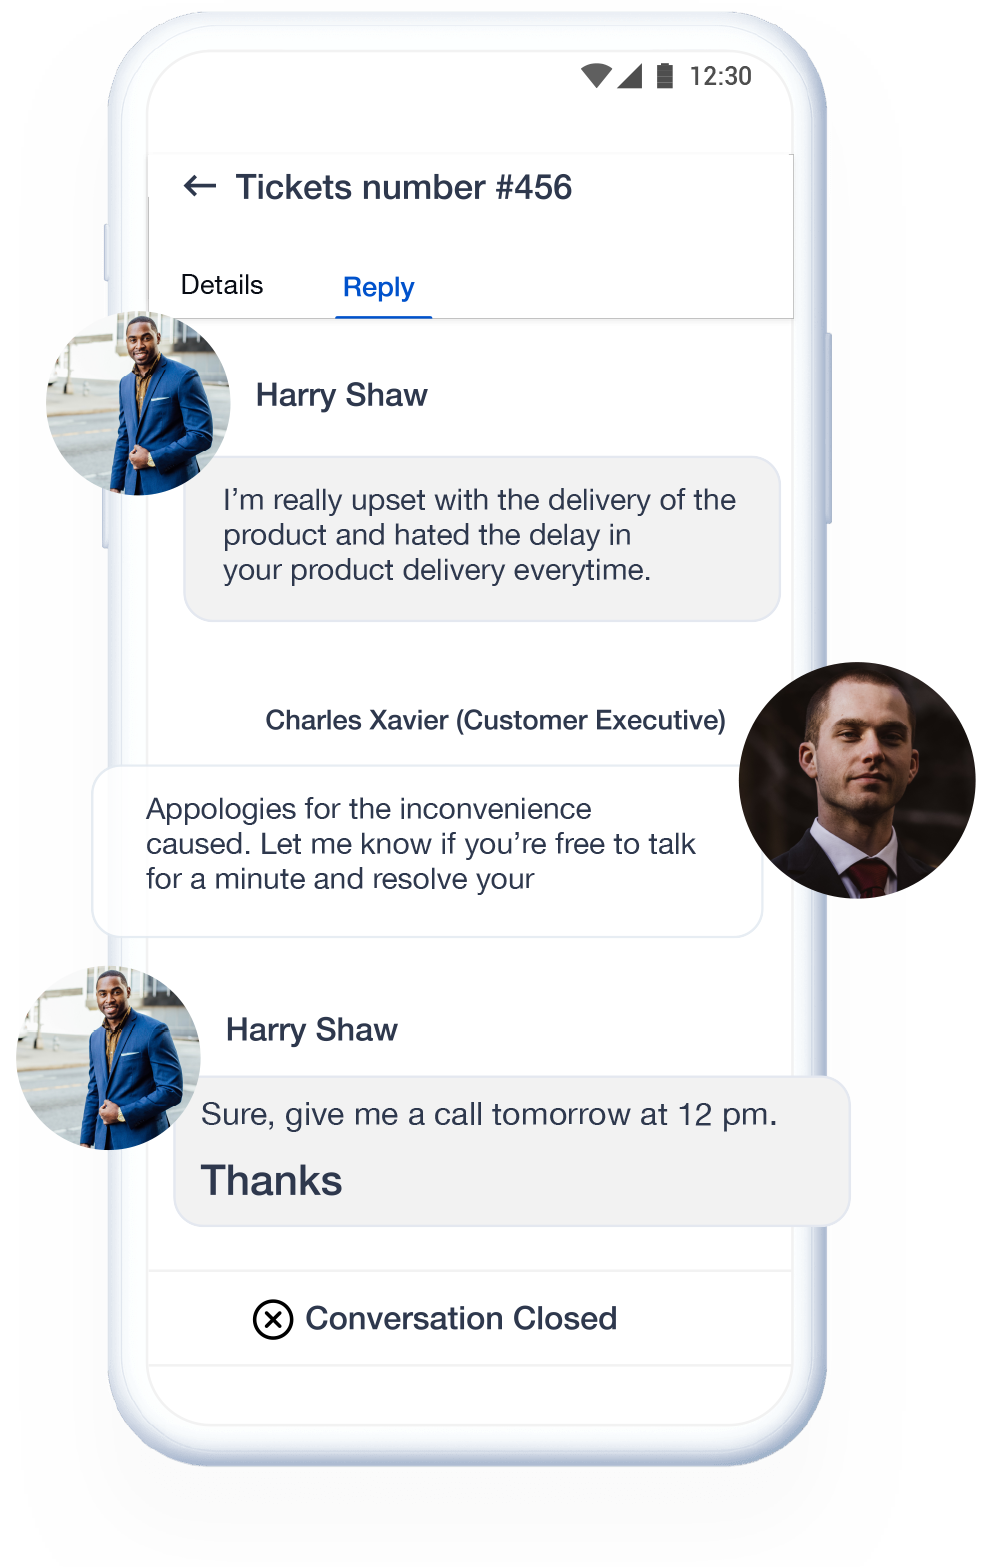 12:30
← Tickets number #456
Details Reply
Harry Shaw
I’m really upset with the delivery of the
product and hated the delay in
your product delivery everytime.
Charles Xavier (Customer Executive)
Appologies for the inconvenience
caused. Let me know if you’re free to talk
for a minute and resolve your
Harry Shaw
Sure, give me a call tomorrow at 12 pm.
Thanks
Conversation Closed